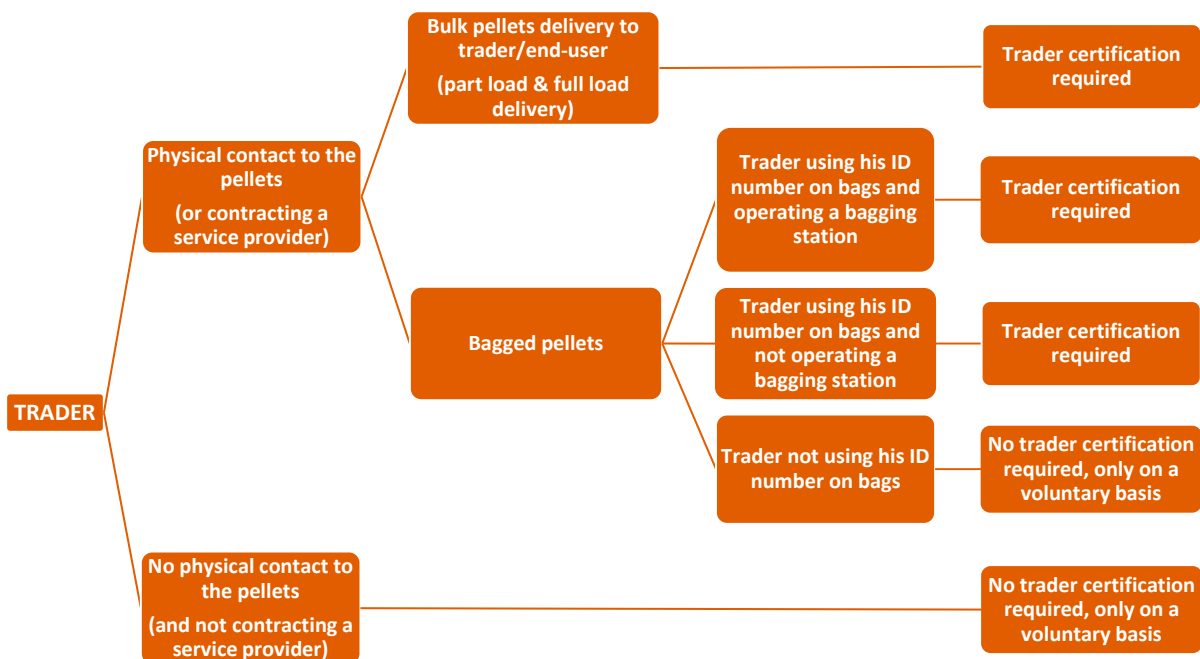 Bulk pellets delivery to
trader/end-user
(part load & full load
delivery)
Trader certification
required
Physical contact to the
pellets
(or contracting a
service provider)
Trader using his ID
number on bags and
operating a bagging
station
Trader certification
required
Bagged pellets
Trader using his ID
number on bags and
not operating a
bagging station
Trader certification
required
TRADER
Trader not using his ID
number on bags
No trader certification
required, only on a
voluntary basis
No physical contact to
the pellets
(and not contracting a
service provider)
No trader certification
required, only on a
voluntary basis